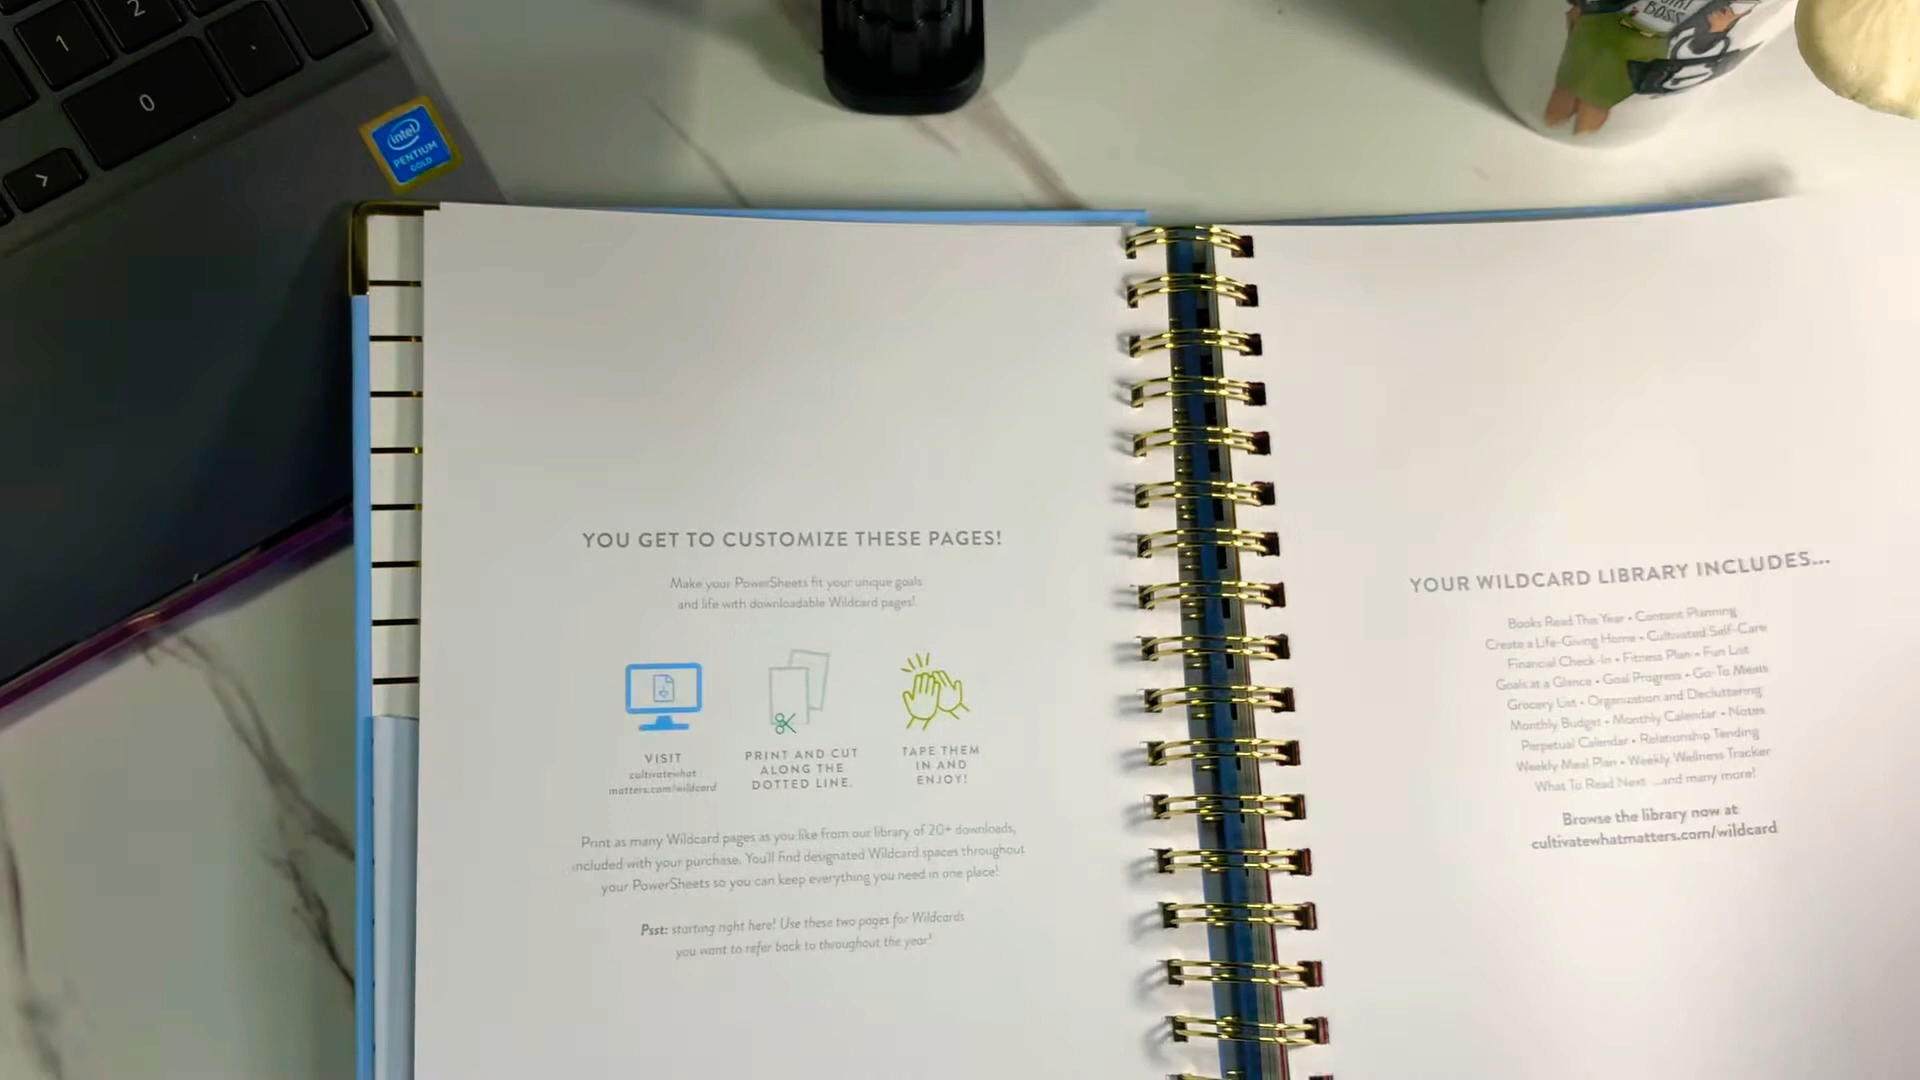 2
1
.
0
>
intel
PENTIUM
GOLD
BOSS
YOU GET TO CUSTOMIZE THESE PAGES!
Make your PowerSheets fit your unique goals
and life with downloadable Wildcard pages!
VISIT
cultivatewhat
matters.com/wildcard
PRINT AND CUT
ALONG THE
DOTTED LINE.
TAPE THEM
IN AND
ENJOY!
Print as many Wildcard pages as you like from our library of 20+ downloads,
included with your purchase. You'll find designated Wildcard spaces throughout
your PowerSheets so you can keep everything you need in one place!
Psst: starting right here! Use these two pages for Wildcards
you want to refer back to throughout the year!
YOUR WILDCARD LIBRARY INCLUDES...
Books Read This Year • Content Planning
Create a Life-Giving Home • Cultivated Self-Care
Financial Check-In • Fitness Plan • Fun List
Goals at a Glance • Goal Progress • Go-To Meals
Grocery List • Organization and Decluttering
Monthly Budget • Monthly Calendar • Notes
Perpetual Calendar • Relationship Tending
Weekly Meal Plan • Weekly Wellness Tracker
What To Read Next ...and many more!
Browse the library now at
cultivatewhatmatters.com/wildcard